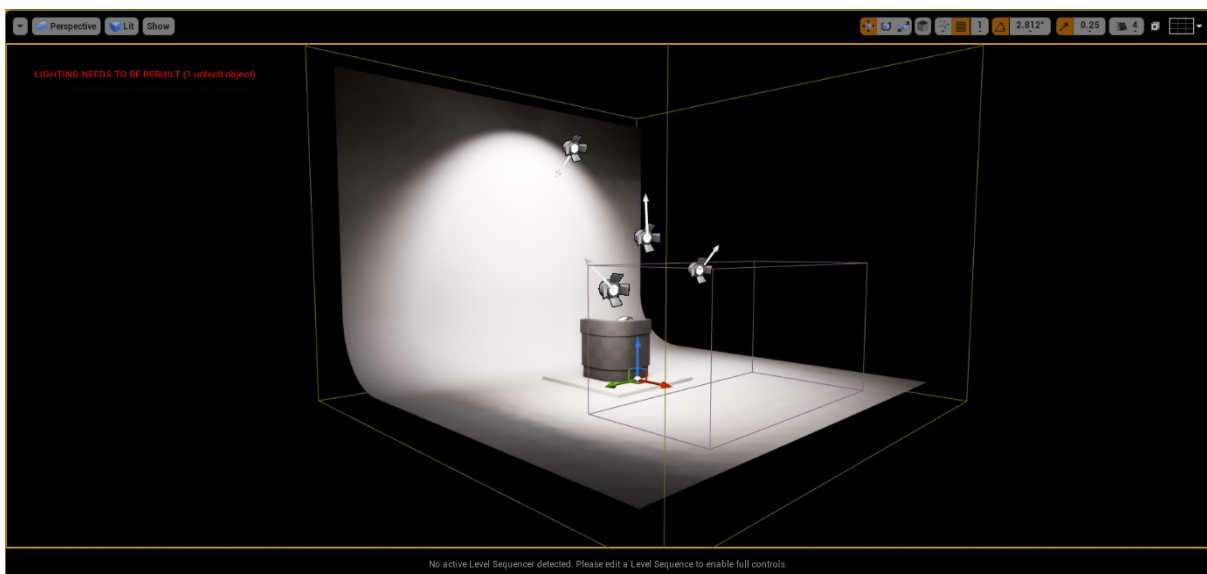 Perspective Lit Show 1 2.812° 0.25 4
LIGHTING NEEDS TO BE REBUILT (1 unbuilt object)
No active Level Sequencer detected. Please edit a Level Sequence to enable full controls.